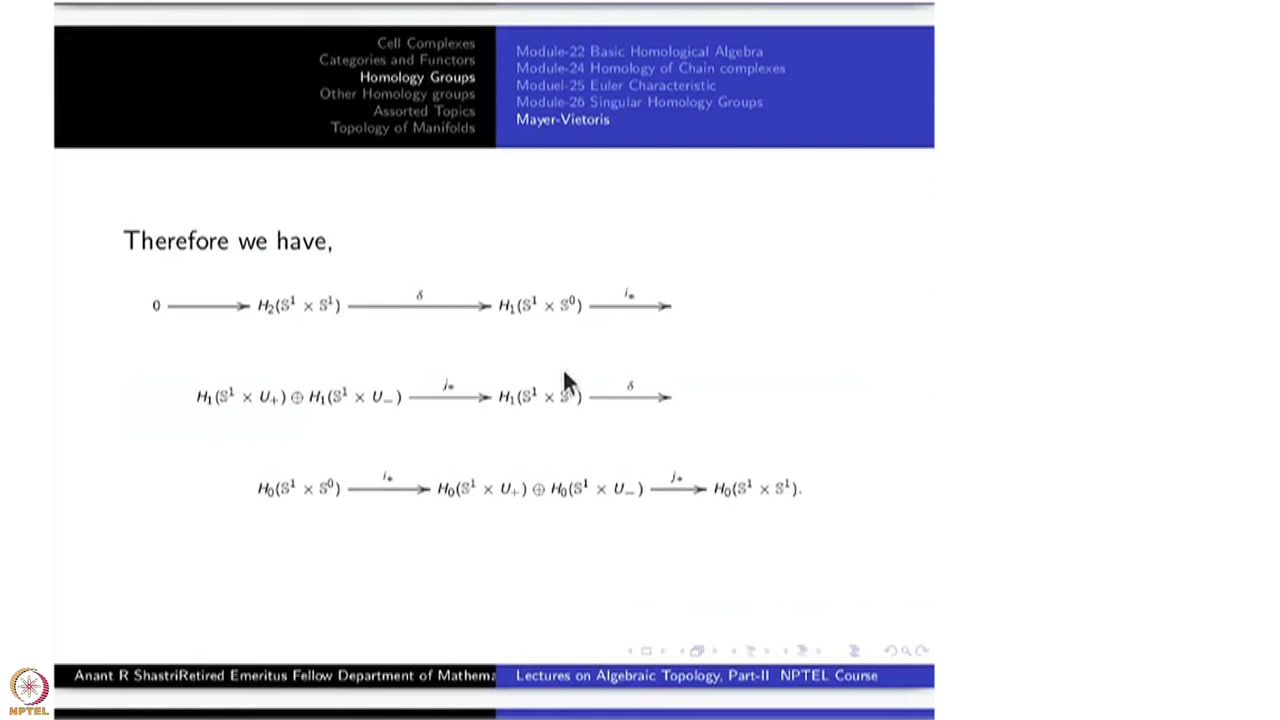 Cell Complexes
Categories and Functors
Homology Groups
Other Homology groups
Assorted Topics
Topology of Manifolds
Module-22 Basic Homological Algebra
Module-24 Homology of Chain complexes
Moduel-25 Euler Characteristic
Module-26 Singular Homology Groups
Mayer-Vietoris
Therefore we have,
0 ⟶ H₂(𝕊¹ × 𝕊¹) ⟶ δ H₁(𝕊¹ × 𝕊⁰) ⟶ i∗
H₁(𝕊¹ × U₊) ⊕ H₁(𝕊¹ × U₋) ⟶ j∗ H₁(𝕊¹ × 𝕊¹) ⟶ δ
H₀(𝕊¹ × 𝕊⁰) ⟶ i∗ H₀(𝕊¹ × U₊) ⊕ H₀(𝕊¹ × U₋) ⟶ j∗ H₀(𝕊¹ × 𝕊¹).
Anant R ShastriRetired Emeritus Fellow Department of Mathema
Lectures on Algebraic Topology, Part-II NPTEL Course
NPTEL